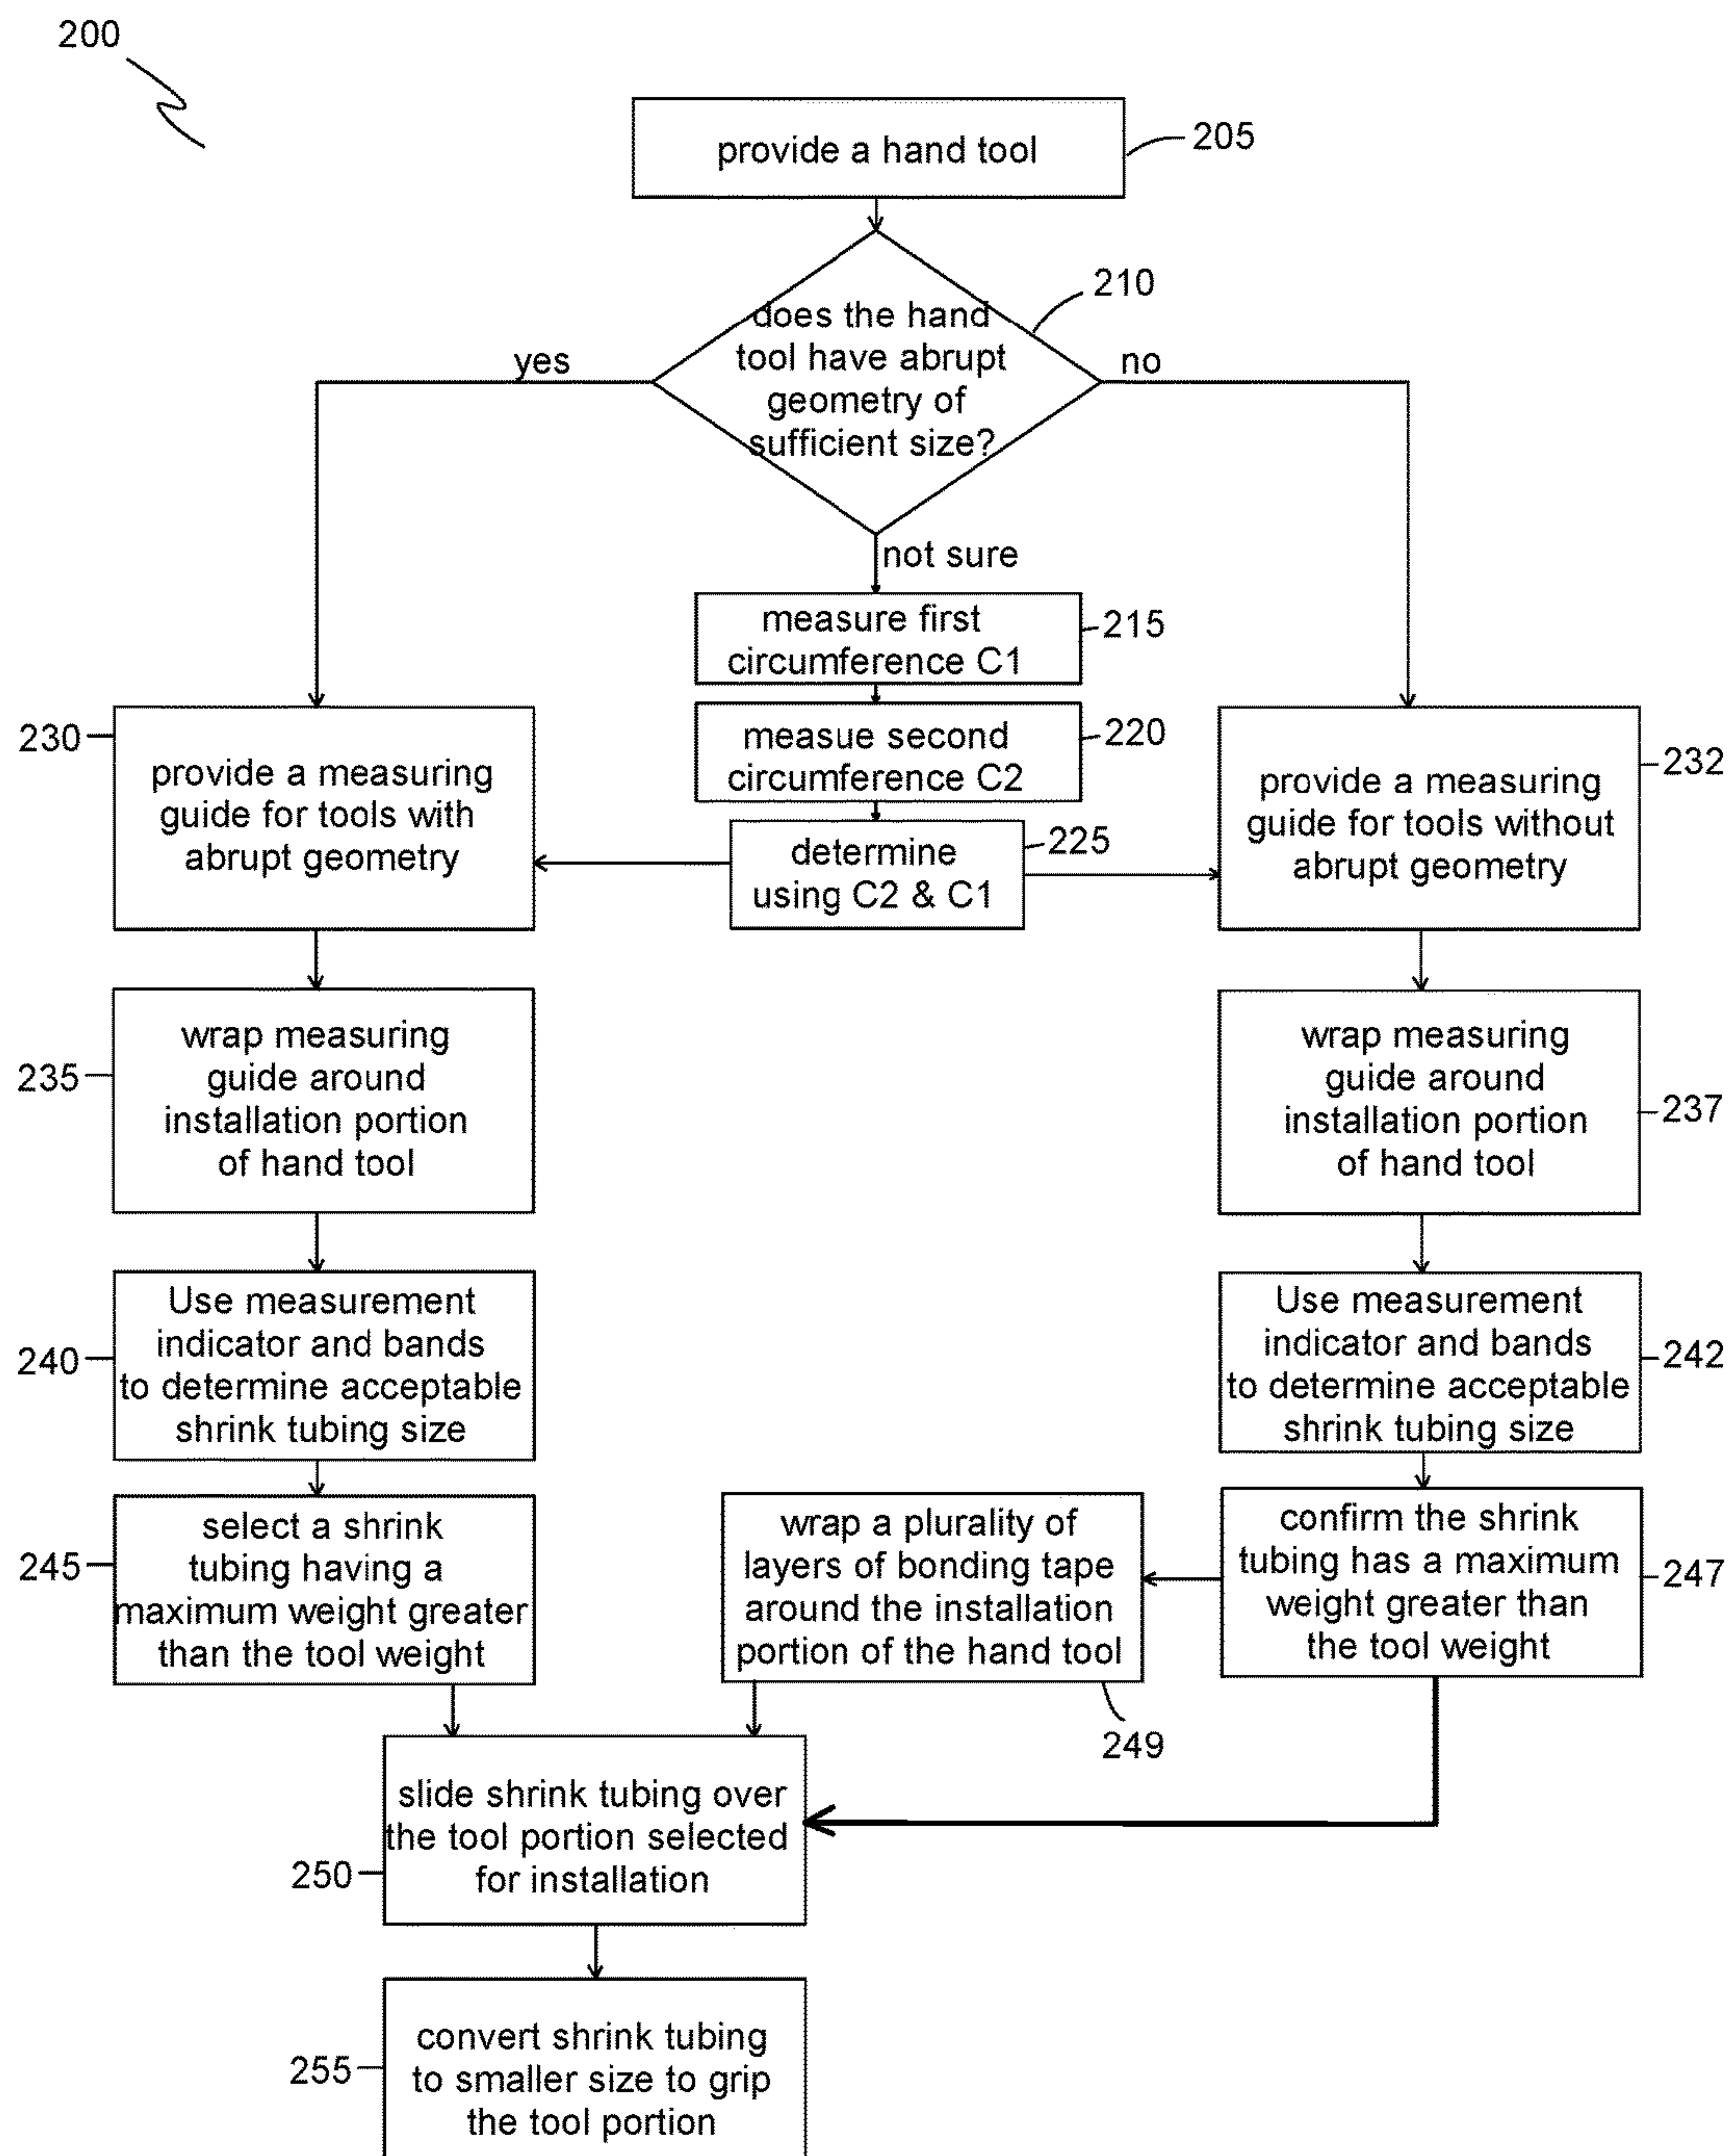 200
provide a hand tool
205
does the hand
tool have abrupt
geometry of
sufficient size?
210
yes
no
not sure
measure first
circumference C1
215
measue second
circumference C2
220
determine
using C2 & C1
225
230
provide a measuring
guide for tools with
abrupt geometry
provide a measuring
guide for tools without
abrupt geometry
232
235
wrap measuring
guide around
installation portion
of hand tool
wrap measuring
guide around
installation portion
of hand tool
237
240
Use measurement
indicator and bands
to determine acceptable
shrink tubing size
Use measurement
indicator and bands
to determine acceptable
shrink tubing size
242
245
select a shrink
tubing having a
maximum weight greater
than the tool weight
wrap a plurality of
layers of bonding tape
around the installation
portion of the hand tool
249
confirm the shrink
tubing has a maximum
weight greater than
the tool weight
247
slide shrink tubing over
the tool portion selected
for installation
250
convert shrink tubing
to smaller size to grip
the tool portion
255